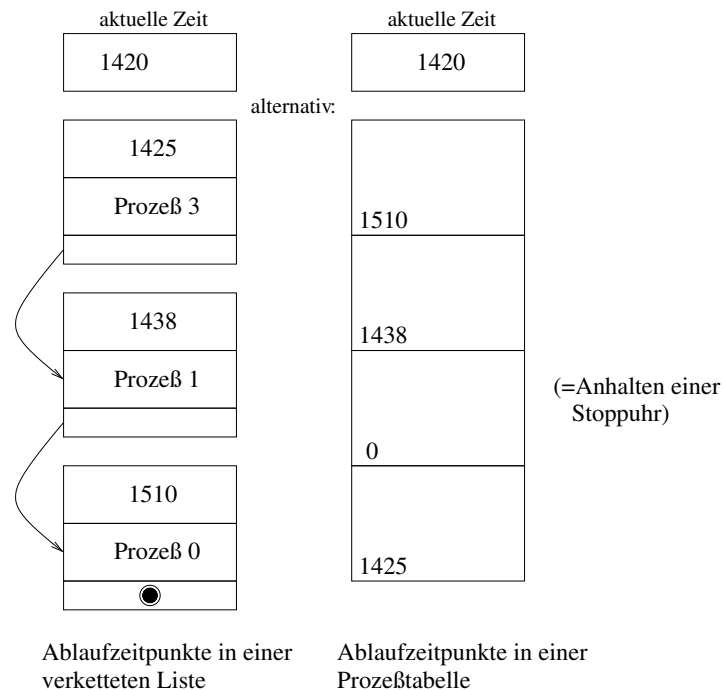 aktuelle Zeit
1420
aktuelle Zeit
1420
alternativ:
1425
Prozeß 3
1438
Prozeß 1
1510
Prozeß 0
1510
1438
0
1425
(=Anhalten einer
Stoppuhr)
Ablaufzeitpunkte in einer
verketteten Liste
Ablaufzeitpunkte in einer
Prozeßtabelle